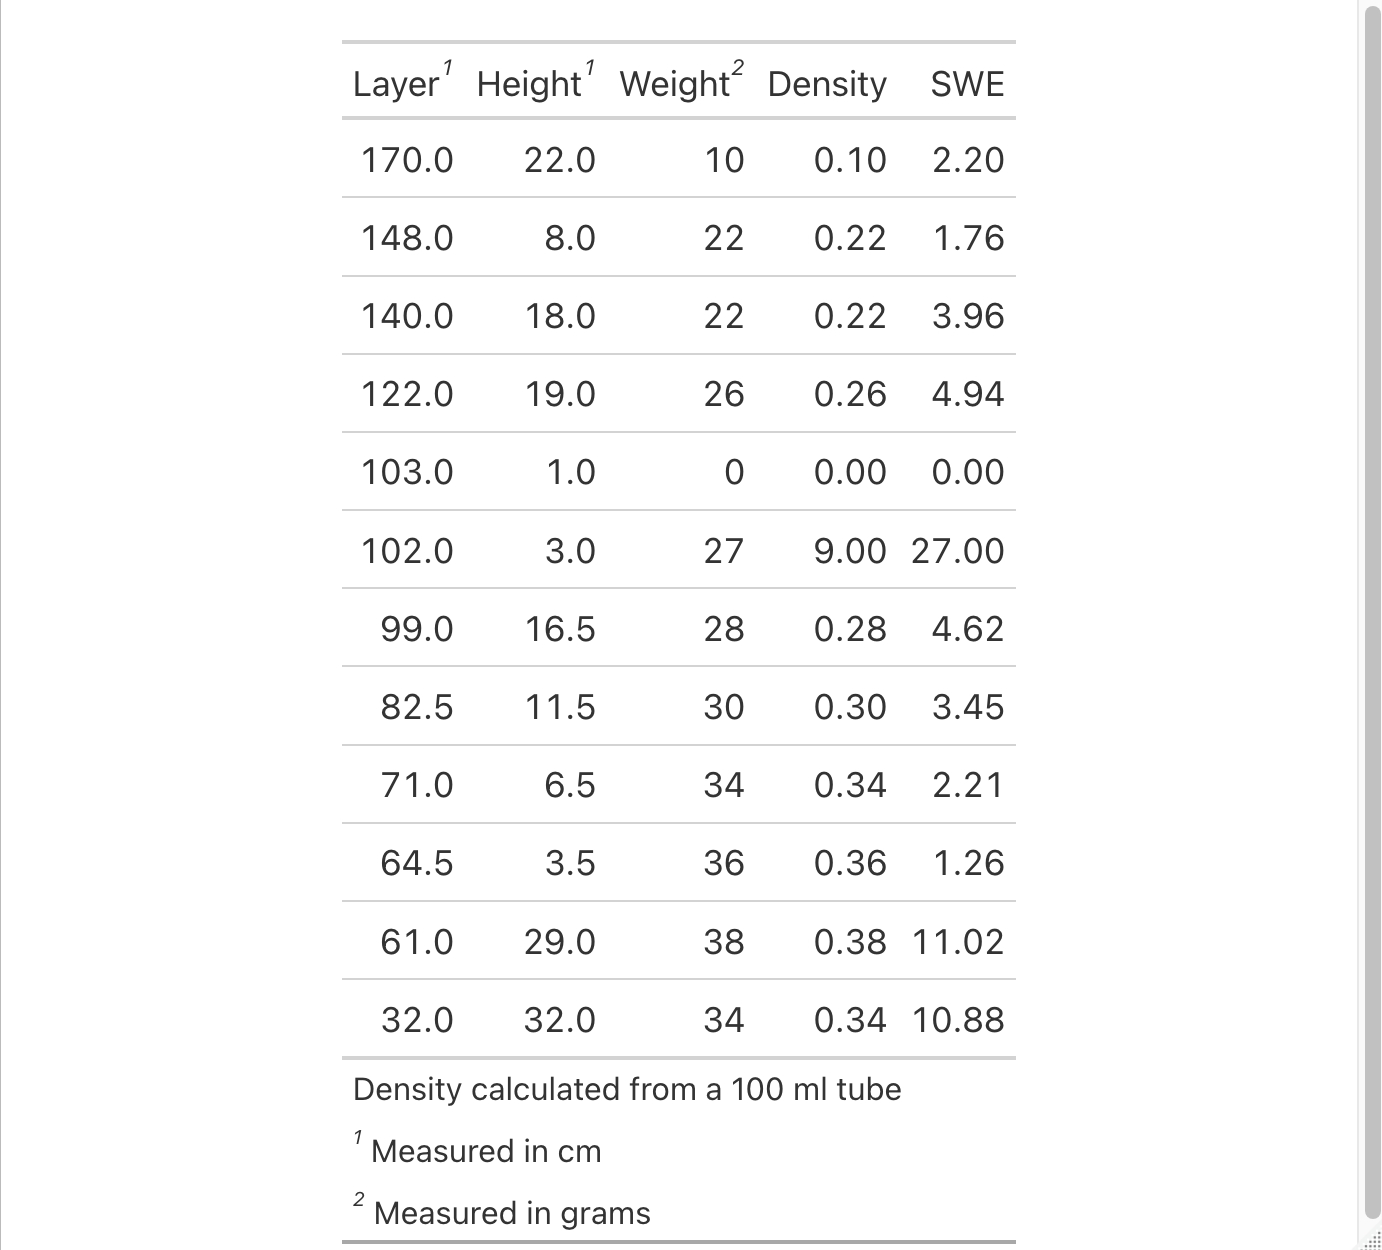 Layer1 Height1 Weight2 Density SWE
170.0 22.0 10 0.10 2.20
148.0 8.0 22 0.22 1.76
140.0 18.0 22 0.22 3.96
122.0 19.0 26 0.26 4.94
103.0 1.0 0 0.00 0.00
102.0 3.0 27 9.00 27.00
99.0 16.5 28 0.28 4.62
82.5 11.5 30 0.30 3.45
71.0 6.5 34 0.34 2.21
64.5 3.5 36 0.36 1.26
61.0 29.0 38 0.38 11.02
32.0 32.0 34 0.34 10.88
Density calculated from a 100 ml tube
1 Measured in cm
2 Measured in grams